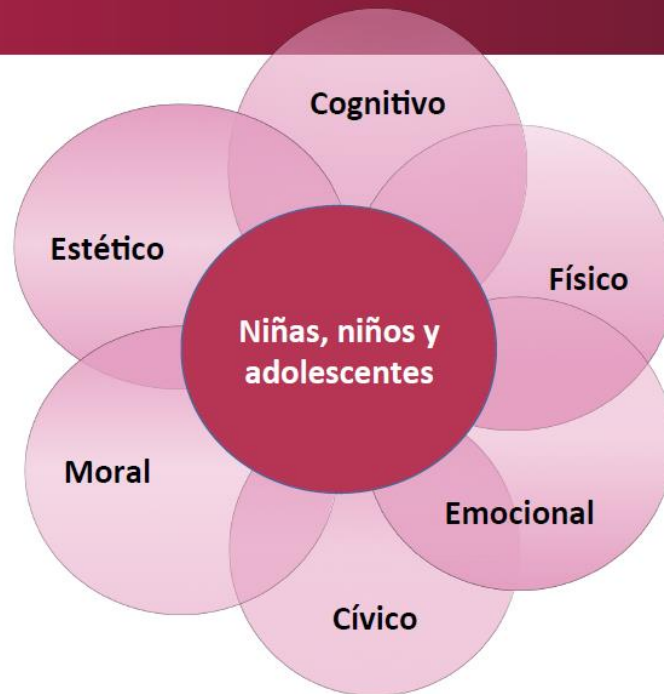 Cognitivo
Estético
Físico
Niñas, niños y
adolescentes
Moral
Emocional
Cívico